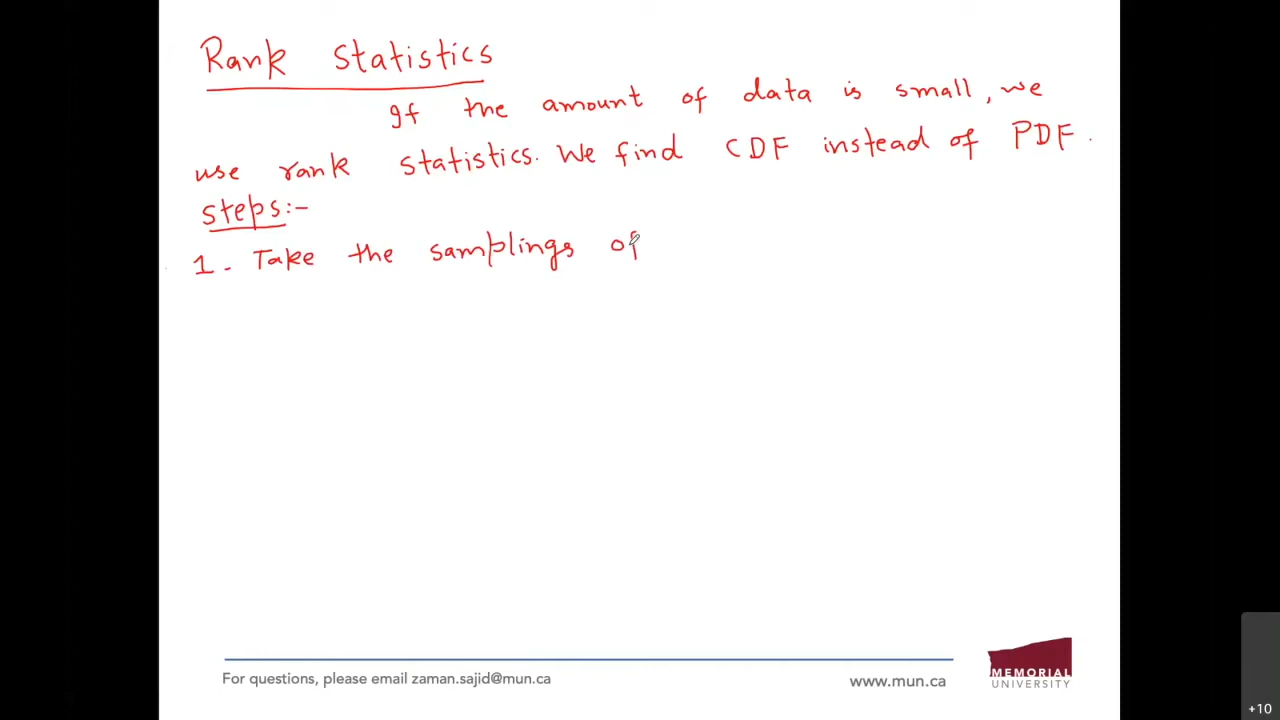 Rank Statistics
If the amount of data is small, we
use rank statistics. We find CDF instead of PDF.
Steps:-
1. Take the samplings of
For questions, please email zaman.sajid@mun.ca
www.mun.ca
MEMORIAL
UNIVERSITY
+10